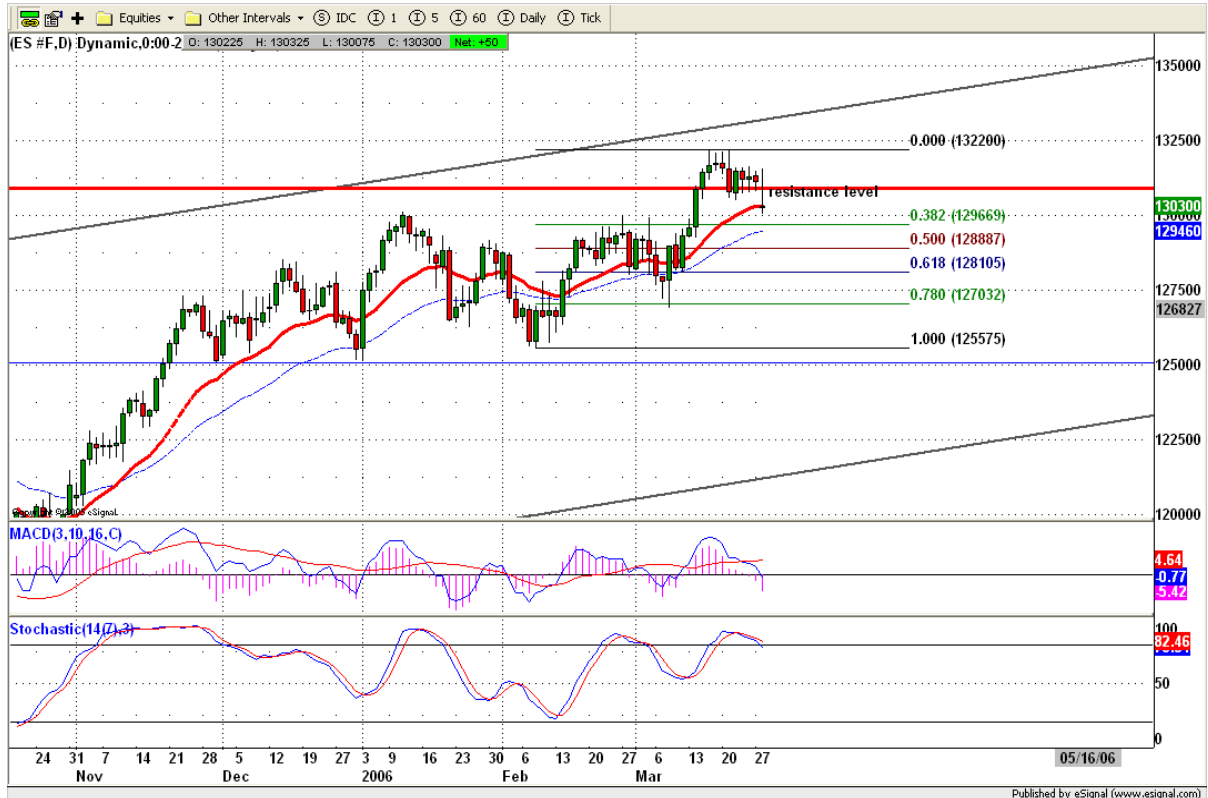 Equities Other Intervals S IDC I 1 I 5 I 60 I Daily I Tick
(ES #F,D) Dynamic,0:00-2 O: 130225 H: 130325 L: 130075 C: 130300 Net: +50
135000
132500
0.000 (132200)
resistance level
130300
130000
0.382 (129669)
129460
0.500 (128887)
0.618 (128105)
127500
0.780 (127032)
126827
1.000 (125575)
125000
122500
120000
MACD(3,10,16,C)
4.64
-0.77
-5.42
Stochastic(14(7),3)
100
82.46
50
0
24 31 7 14 21 28 5 12 19 27 3 9 16 23 30 6 13 20 27 6 13 20 27 05/16/06
Nov Dec 2006 Feb Mar
Published by eSignal (www.esignal.com)